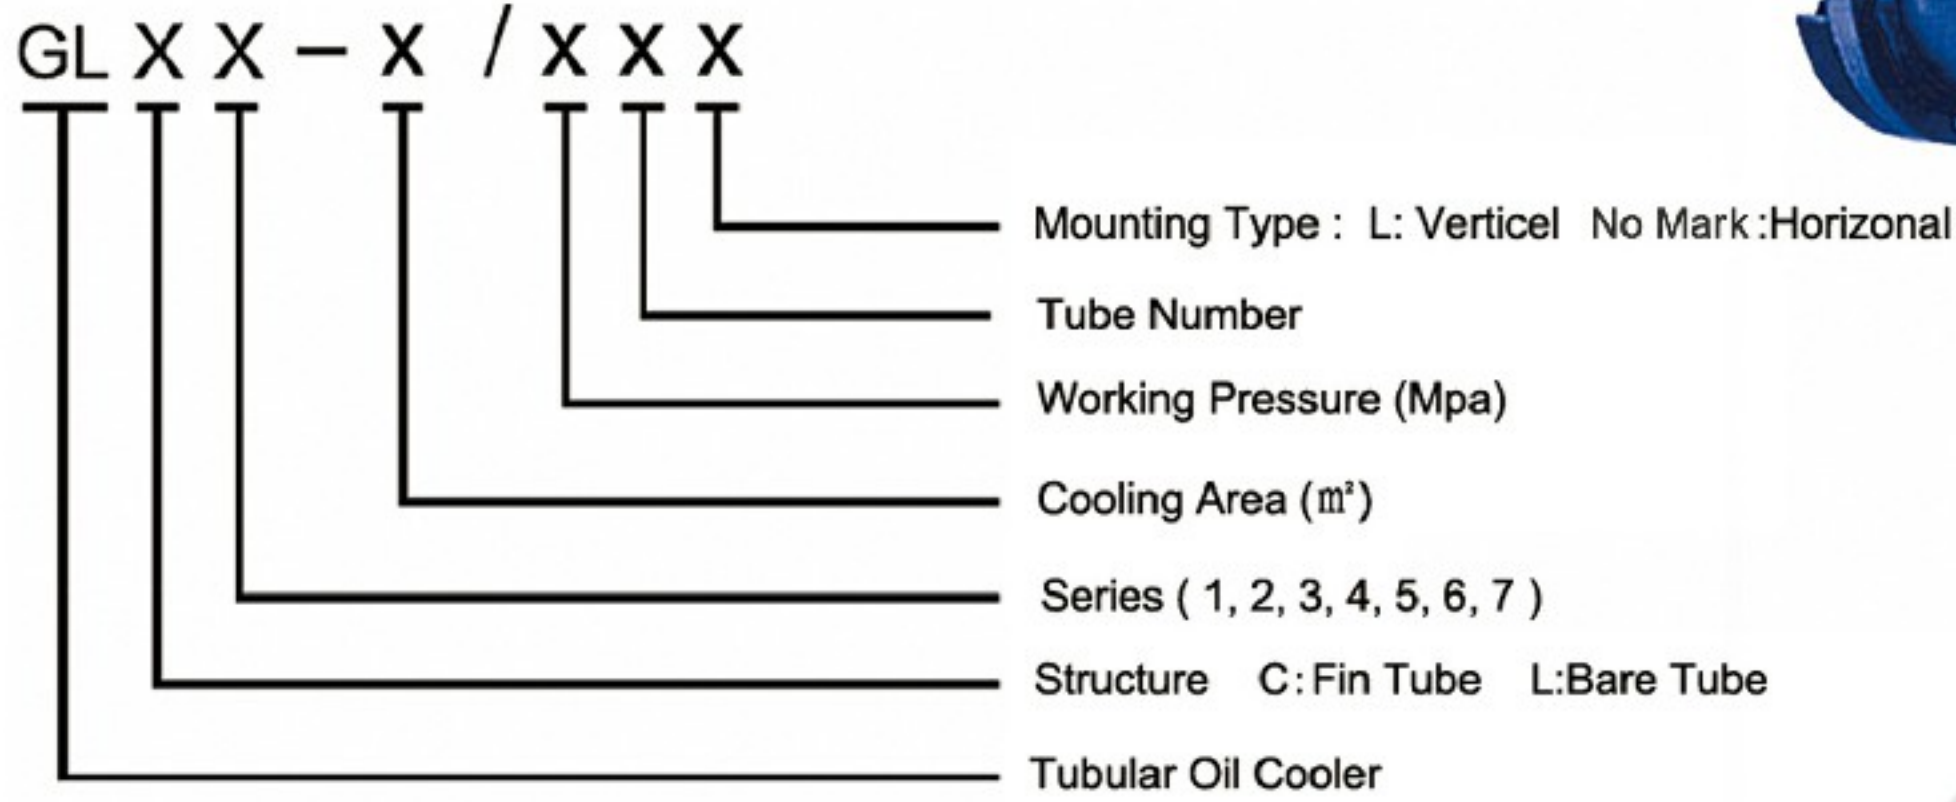 GL X X – X / X X X
Mounting Type : L: Verticel No Mark :Horizonal
Tube Number
Working Pressure (Mpa)
Cooling Area (m²)
Series ( 1, 2, 3, 4, 5, 6, 7 )
Structure C:Fin Tube L:Bare Tube
Tubular Oil Cooler